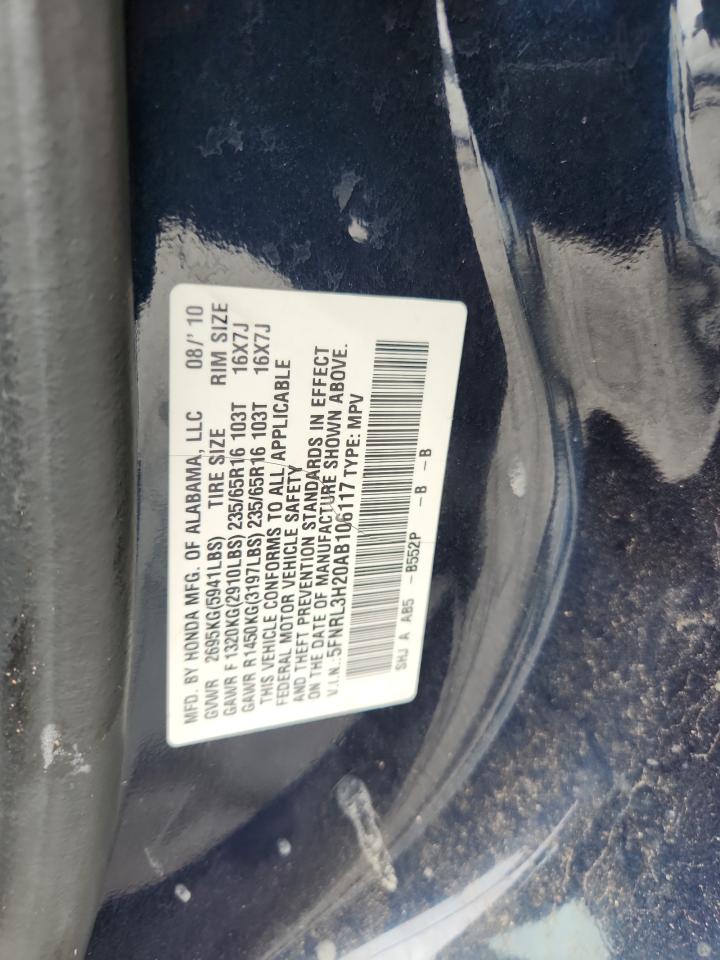 MFD. BY HONDA MFG. OF ALABAMA, LLC 08/'10
GVWR 2695KG(5941LBS) TIRE SIZE RIM SIZE
GAWR F 1320KG(2910LBS) 235/65R16 103T 16X7J
GAWR R1450KG(3197LBS) 235/65R16 103T 16X7J
THIS VEHICLE CONFORMS TO ALL APPLICABLE
FEDERAL MOTOR VEHICLE SAFETY
AND THEFT PREVENTION STANDARDS IN EFFECT
ON THE DATE OF MANUFACTURE SHOWN ABOVE.
V.I.N.:5FNRL3H20AB106117 TYPE: MPV
SHJ A AB5 -B552P -B -B